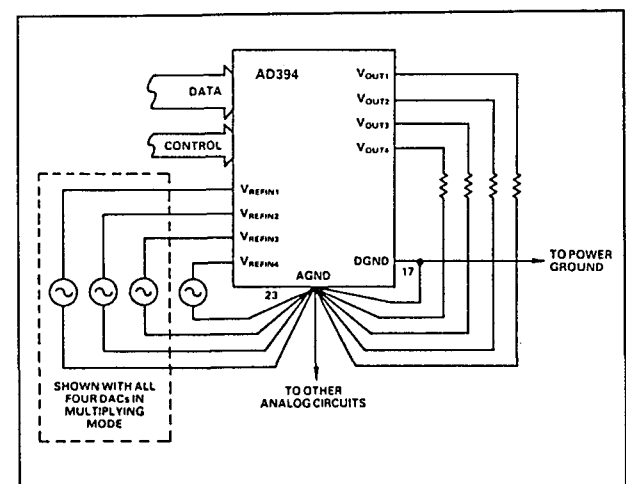 AD394
DATA
CONTROL
VOUT1
VOUT2
VOUT3
VOUT4
VREFIN1
VREFIN2
VREFIN3
VREFIN4
DGND
17
AGND
23
TO POWER
GROUND
TO OTHER
ANALOG CIRCUITS
SHOWN WITH ALL
FOUR DACs IN
MULTIPLYING
MODE